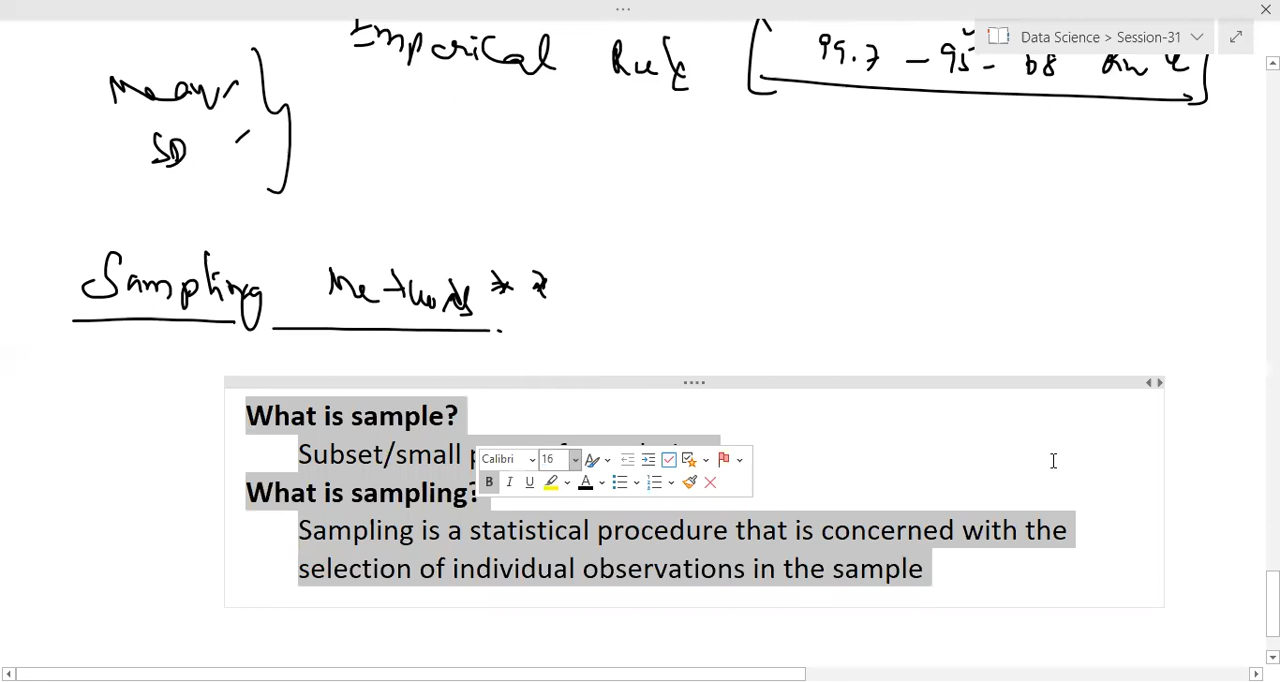 Data Science > Session-31
Emperical Rule [99.7 - 95 - 68 Rule]
Mean
SD
Sampling Methods * *
What is sample?
Subset/small
Calibri 16
B I U A
What is sampling?
Sampling is a statistical procedure that is concerned with the
selection of individual observations in the sample